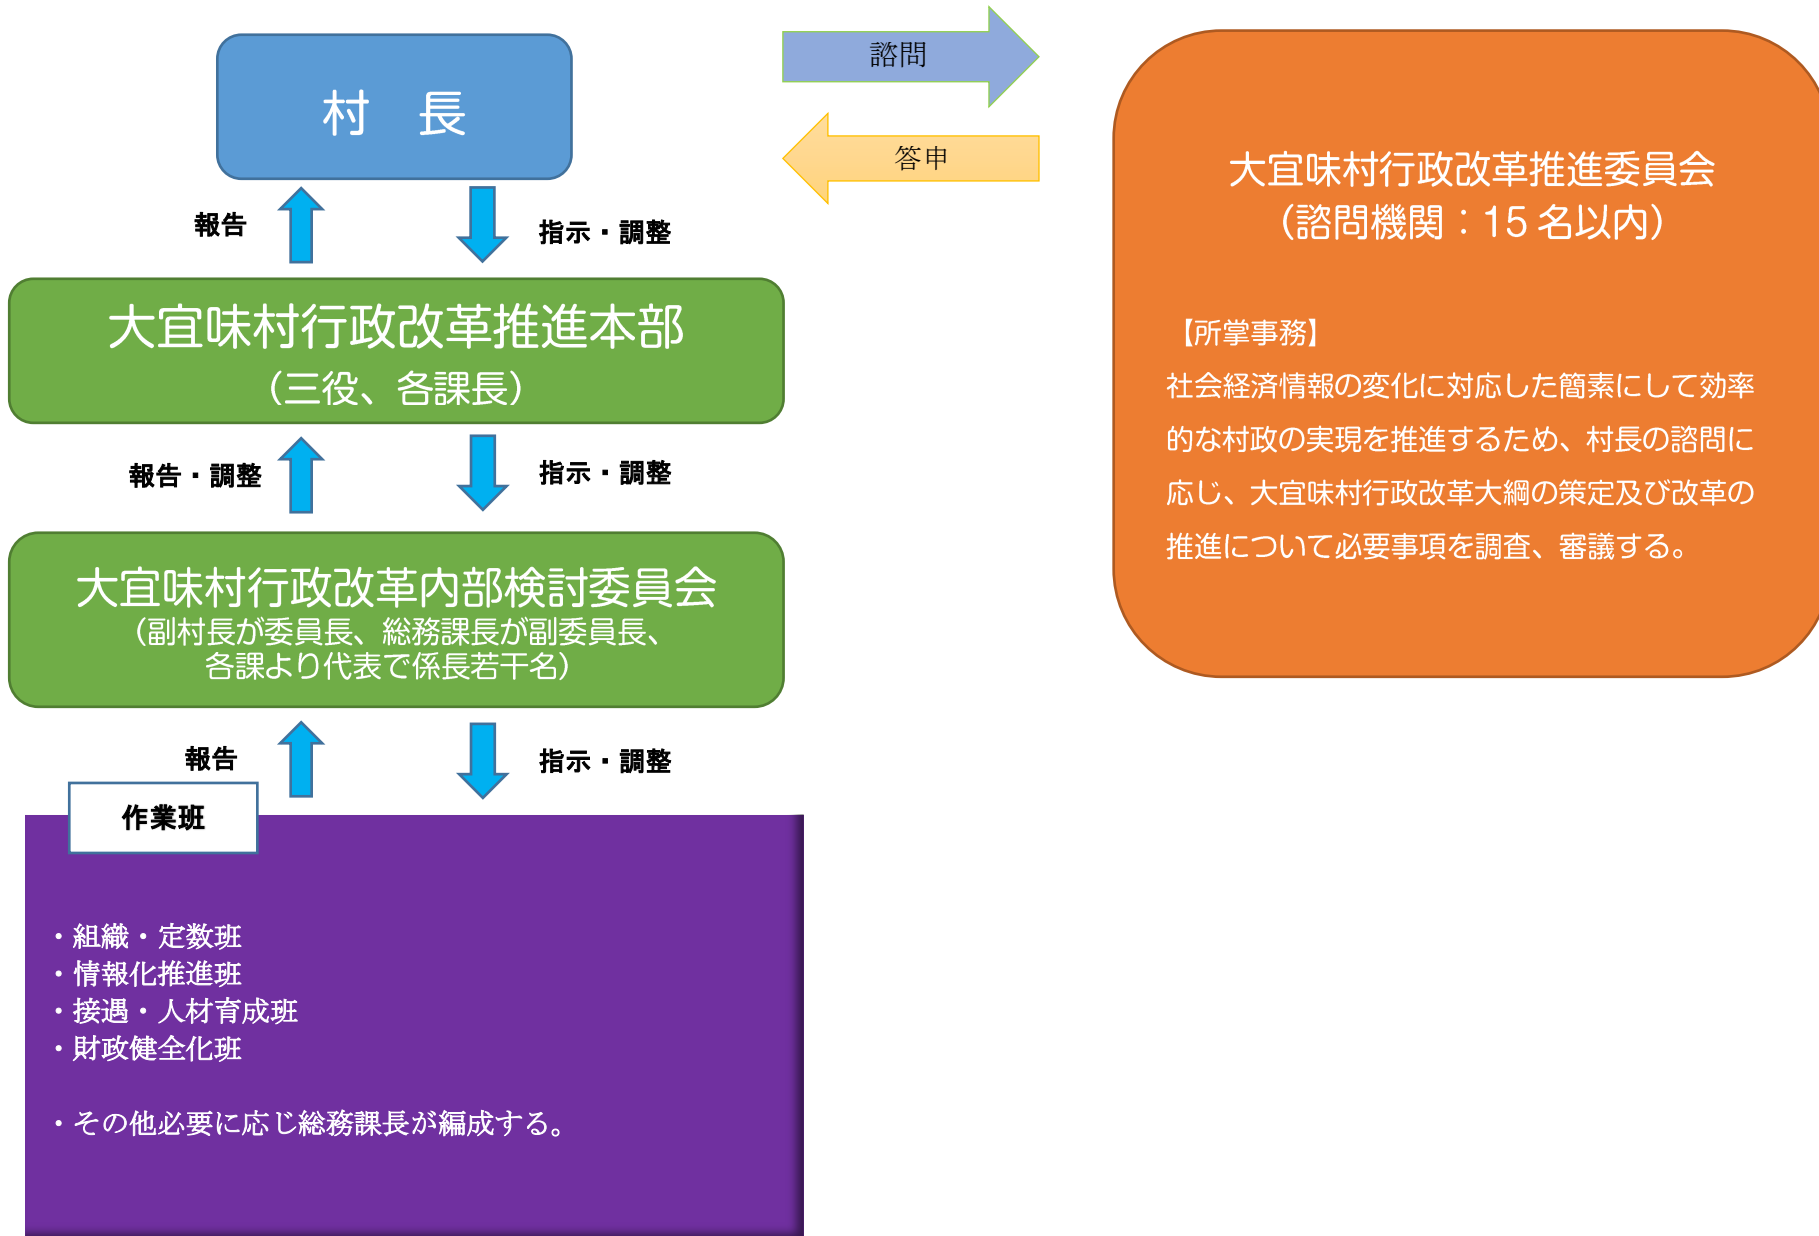 村　長
諮問
答申
報告
指示・調整
大宜味村行政改革推進本部
（三役、各課長）
報告・調整
指示・調整
大宜味村行政改革内部検討委員会
（副村長が委員長、総務課長が副委員長、
各課より代表で係長若干名）
報告
指示・調整
作業班
・組織・定数班
・情報化推進班
・接遇・人材育成班
・財政健全化班
・その他必要に応じ総務課長が編成する。
大宜味村行政改革推進委員会
（諮問機関：15 名以内）
【所掌事務】
社会経済情報の変化に対応した簡素にして効率
的な村政の実現を推進するため、村長の諮問に
応じ、大宜味村行政改革大綱の策定及び改革の
推進について必要事項を調査、審議する。